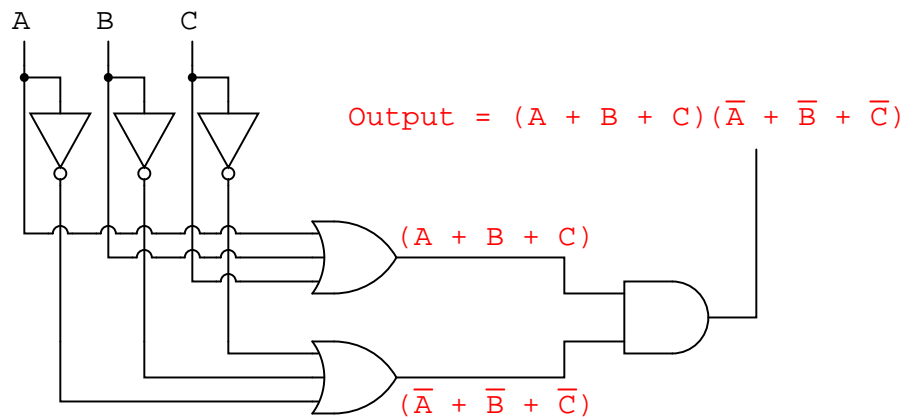 A B C
Output = (A + B + C)(A̅ + B̅ + C̅)
(A + B + C)
(A̅ + B̅ + C̅)